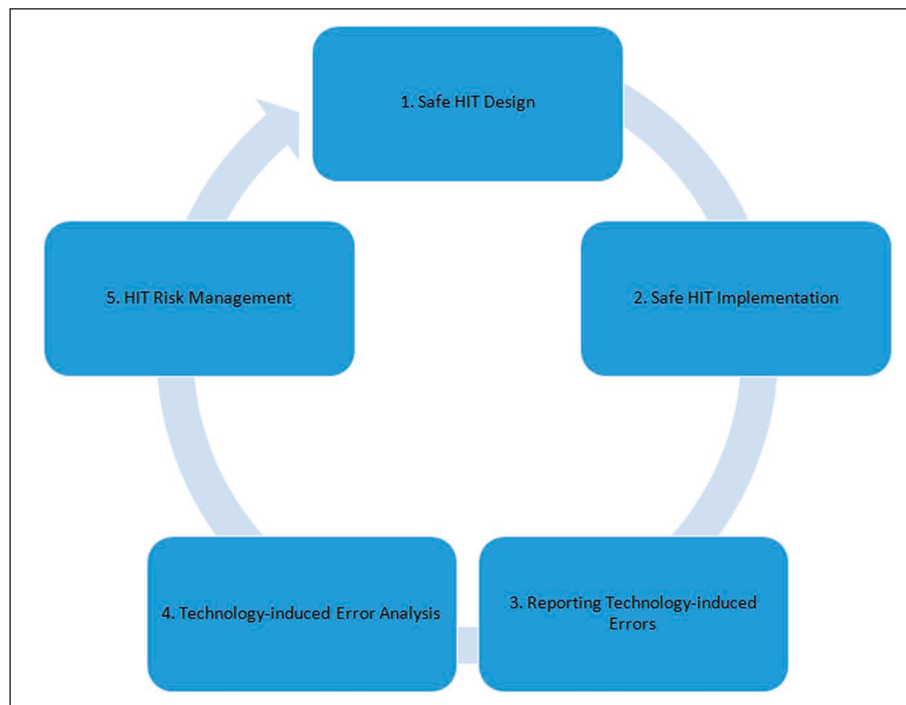 1. Safe HIT Design
5. HIT Risk Management
2. Safe HIT Implementation
4. Technology-induced Error Analysis
3. Reporting Technology-induced
Errors